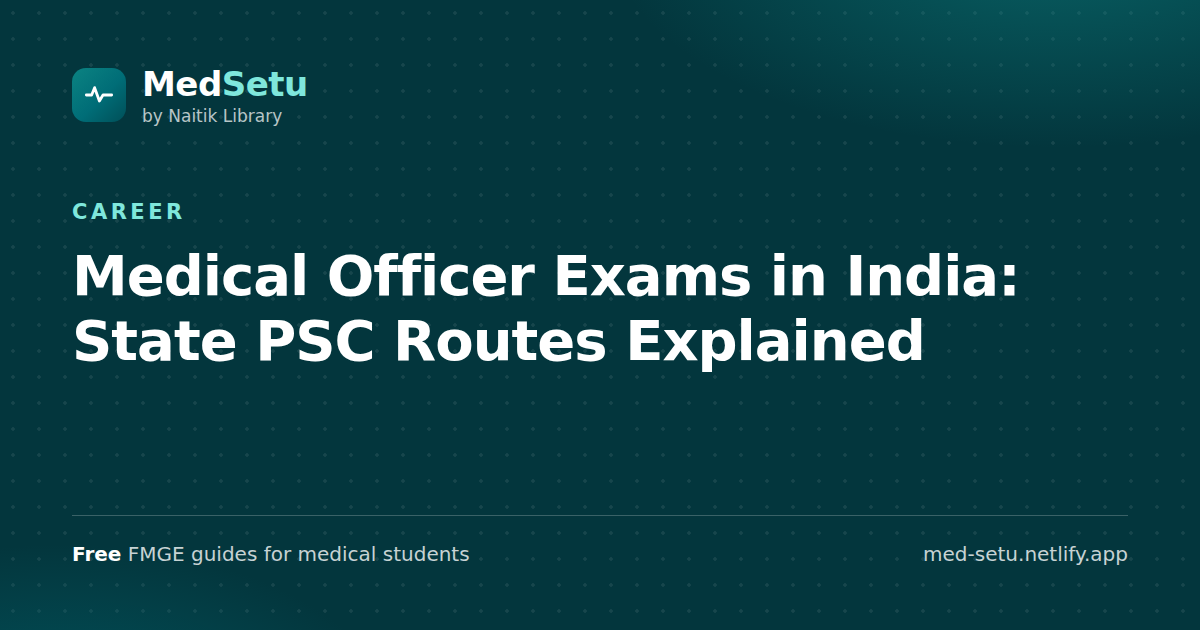 MedSetu
by Naitik Library
CAREER
Medical Officer Exams in India:
State PSC Routes Explained
Free FMGE guides for medical students
med-setu.netlify.app